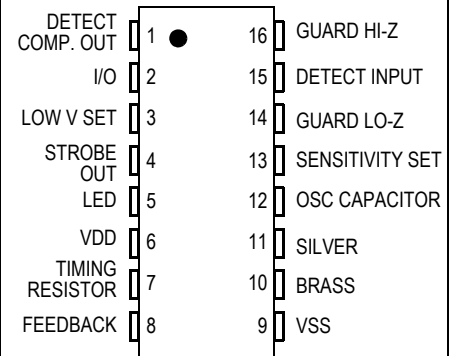 DETECT
COMP. OUT 1 16 GUARD HI-Z
I/O 2 15 DETECT INPUT
LOW V SET 3 14 GUARD LO-Z
STROBE
OUT 4 13 SENSITIVITY SET
LED 5 12 OSC CAPACITOR
VDD 6 11 SILVER
TIMING
RESISTOR 7 10 BRASS
FEEDBACK 8 9 VSS